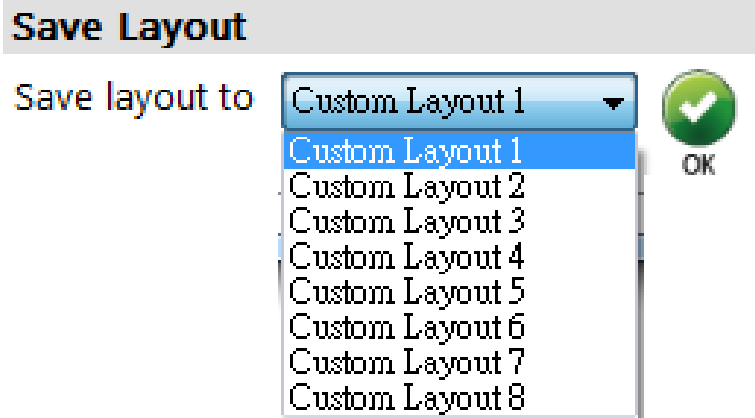 Save Layout
Save layout to Custom Layout 1
OK
Custom Layout 1
Custom Layout 2
Custom Layout 3
Custom Layout 4
Custom Layout 5
Custom Layout 6
Custom Layout 7
Custom Layout 8